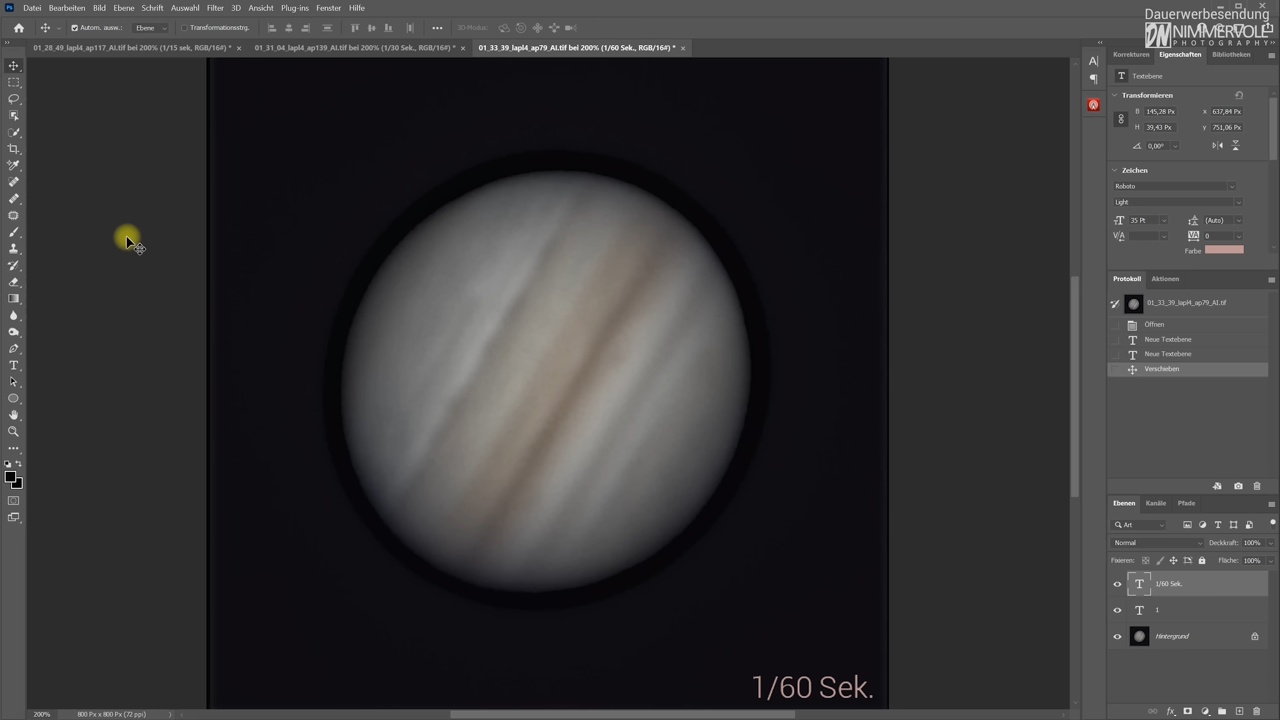 Datei Bearbeiten Bild Ebene Schrift Auswahl Filter 3D Ansicht Plug-ins Fenster Hilfe
Dauerwerbesendung
NIMMERVOLL
PHOTOGRAPHY
Autom. ausw.: Ebene Transformationsstrg. 3D-Modus:
01_28_49_lapl4_ap117_AI.tif bei 200% (1/15 sek, RGB/16#) * ×
01_31_04_lapl4_ap139_AI.tif bei 200% (1/30 Sek., RGB/16#) * ×
01_33_39_lapl4_ap79_AI.tif bei 200% (1/60 Sek., RGB/16#) * ×
Korrekturen Eigenschaften Bibliotheken
T Textebene
Transformieren
B 145,28 Px X 637,84 Px
H 39,43 Px Y 751,06 Px
0,00°
Zeichen
Roboto
Light
35 Pt (Auto)
V/A VA 0
Farbe
Protokoll Aktionen
01_33_39_lapl4_ap79_AI.tif
Öffnen
Neue Textebene
Neue Textebene
Verschieben
Ebenen Kanäle Pfade
Art
Normal Deckkraft: 100%
Fixieren: Fläche: 100%
T 1/60 Sek.
T 1
Hintergrund
1/60 Sek.
200% 800 Px x 800 Px (72 ppi)